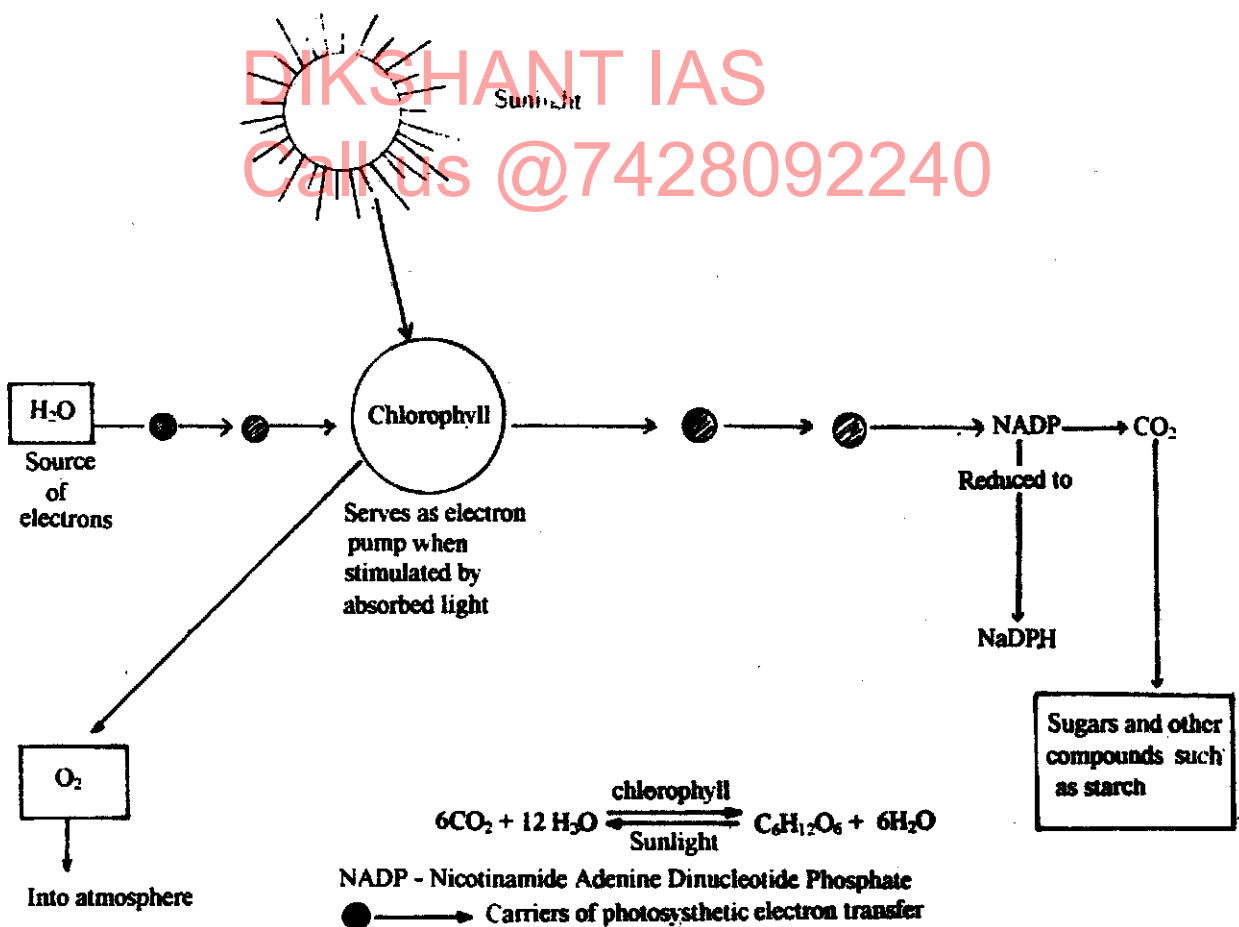 DIKSHANT IAS
Sunlight
Call us @7428092240
H₂O
Source
of
electrons
Chlorophyll
Serves as electron
pump when
stimulated by
absorbed light
NADP
CO₂
Reduced to
NaDPH
Sugars and other
compounds such
as starch
O₂
Into atmosphere
chlorophyll
6CO₂ + 12 H₃O ⇌ C₆H₁₂O₆ + 6H₂O
Sunlight
NADP - Nicotinamide Adenine Dinucleotide Phosphate
Carriers of photosysthetic electron transfer